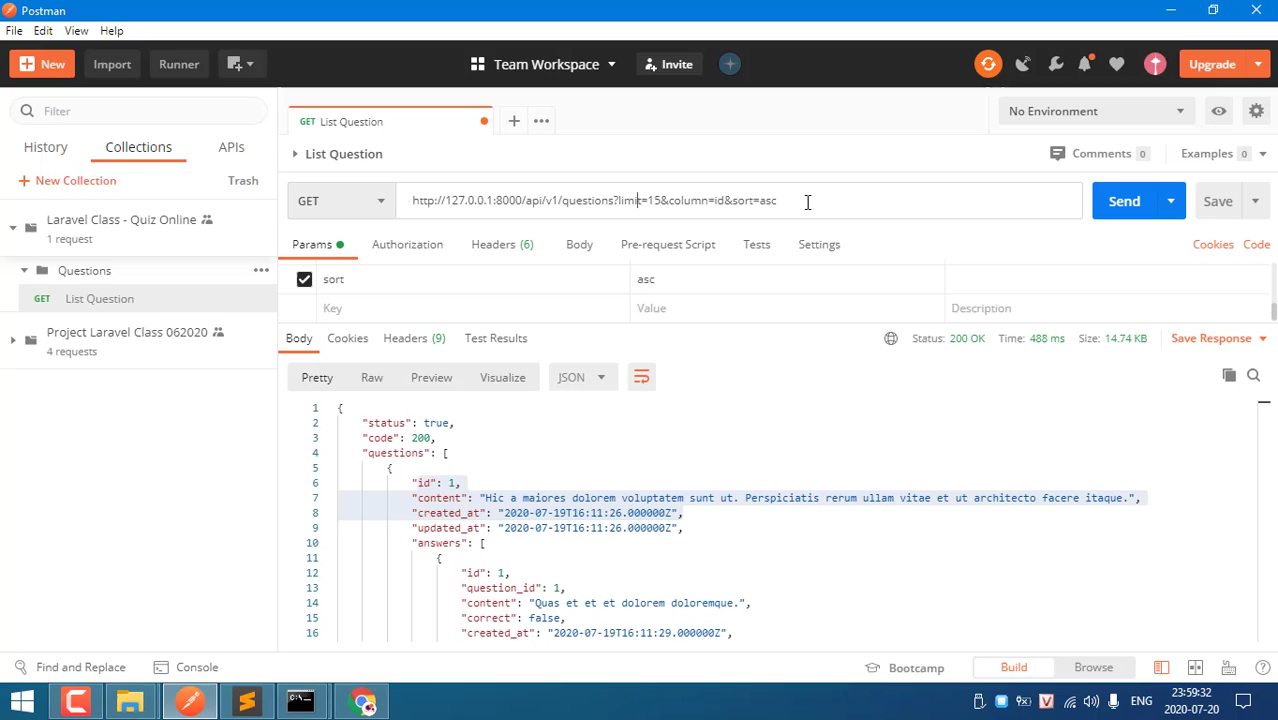 Postman
File Edit View Help
New Import Runner Team Workspace Invite Upgrade
Filter
History Collections APIs
New Collection Trash
Laravel Class - Quiz Online
1 request
Questions
GET List Question
Project Laravel Class 062020
4 requests
GET List Question
No Environment
List Question Comments 0 Examples 0
GET http://127.0.0.1:8000/api/v1/questions?limit=15&column=id&sort=asc Send Save
Params Authorization Headers (6) Body Pre-request Script Tests Settings Cookies Code
sort asc
Key Value Description
Body Cookies Headers (9) Test Results Status: 200 OK Time: 488 ms Size: 14.74 KB Save Response
Pretty Raw Preview Visualize JSON
1 {
2 "status": true,
3 "code": 200,
4 "questions": [
5 {
6 "id": 1,
7 "content": "Hic a maiores dolorem voluptatem sunt ut. Perspiciatis rerum ullam vitae et ut architecto facere itaque.",
8 "created_at": "2020-07-19T16:11:26.000000Z",
9 "updated_at": "2020-07-19T16:11:26.000000Z",
10 "answers": [
11 {
12 "id": 1,
13 "question_id": 1,
14 "content": "Quas et et et dolorem doloremque.",
15 "correct": false,
16 "created_at": "2020-07-19T16:11:29.000000Z",
Find and Replace Console Bootcamp Build Browse
V ENG
23:59:32
2020-07-20